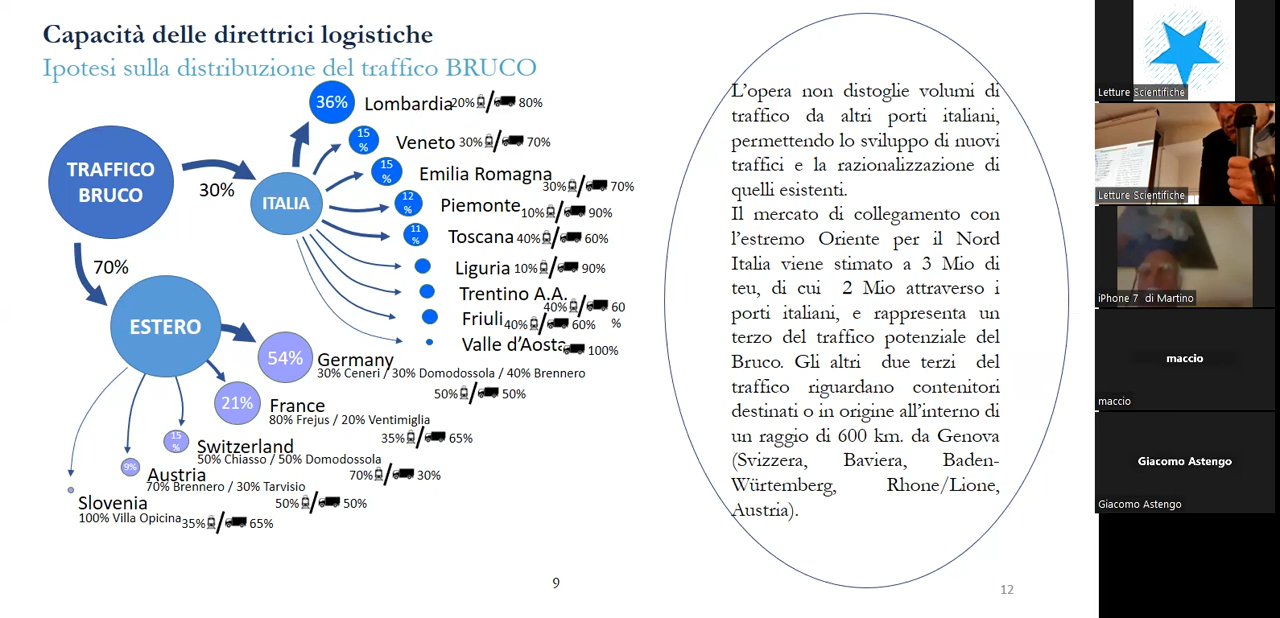 Capacità delle direttrici logistiche
Ipotesi sulla distribuzione del traffico BRUCO
TRAFFICO
BRUCO
30%
70%
ITALIA
36%
Lombardia
20% / 80%
15
%
Veneto
30% / 70%
15
%
Emilia Romagna
30% / 70%
12
%
Piemonte
10% / 90%
11
%
Toscana
40% / 60%
Liguria
10% / 90%
Trentino A.A.
40% / 60
%
Friuli
40% / 60%
Valle d'Aosta
100%
ESTERO
54%
Germany
30% Ceneri / 30% Domodossola / 40% Brennero
50% / 50%
21%
France
80% Frejus / 20% Ventimiglia
35% / 65%
15
%
Switzerland
50% Chiasso / 50% Domodossola
70% / 30%
9%
Austria
70% Brennero / 30% Tarvisio
50% / 50%
Slovenia
100% Villa Opicina
35% / 65%
9
L'opera non distoglie volumi di
traffico da altri porti italiani,
permettendo lo sviluppo di nuovi
traffici e la razionalizzazione di
quelli esistenti.
Il mercato di collegamento con
l'estremo Oriente per il Nord
Italia viene stimato a 3 Mio di
teu, di cui 2 Mio attraverso i
porti italiani, e rappresenta un
terzo del traffico potenziale del
Bruco. Gli altri due terzi del
traffico riguardano contenitori
destinati o in origine all'interno di
un raggio di 600 km. da Genova
(Svizzera, Baviera, Baden-
Würtemberg, Rhone/Lione,
Austria).
12
Letture Scientifiche
Letture Scientifiche
iPhone 7 di Martino
maccio
maccio
Giacomo Astengo
Giacomo Astengo